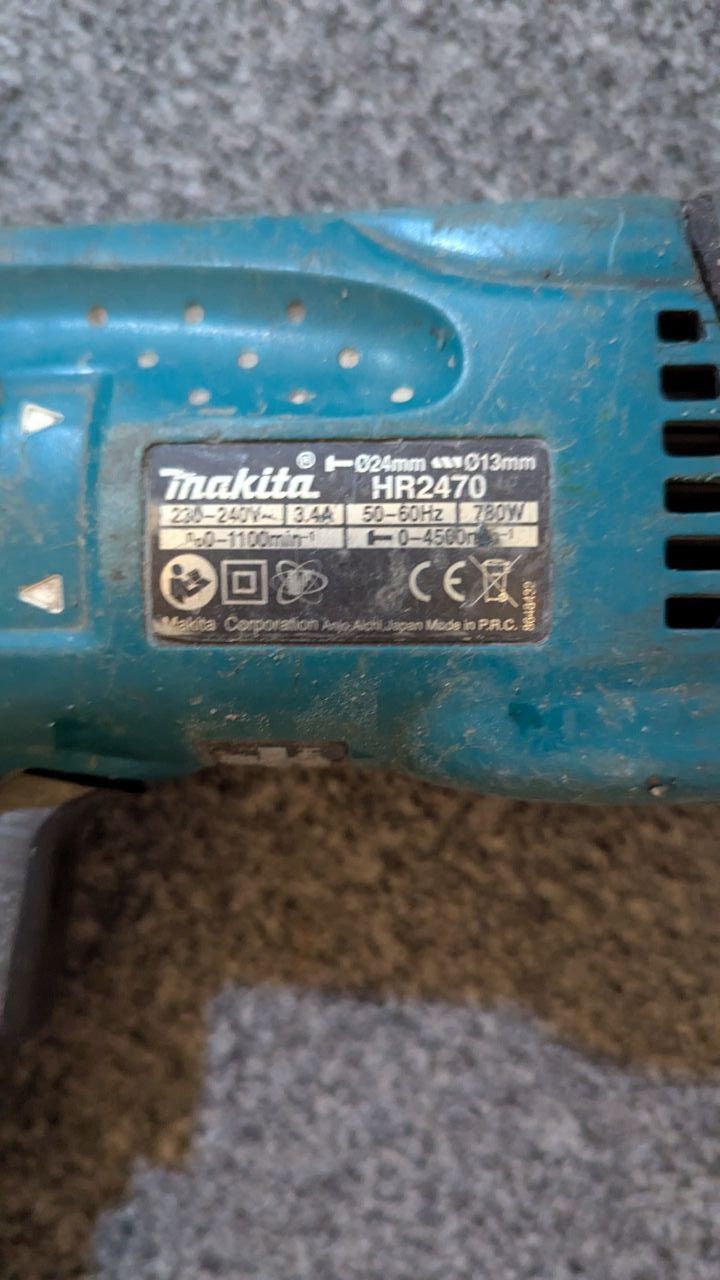 makita® Ø24mm Ø13mm
HR2470
230-240V~ 3.4A 50-60Hz 780W
n₀0-1100min⁻¹ 0-4500min⁻¹
CE
Makita Corporation Anjo, Aichi, Japan Made in P.R.C.